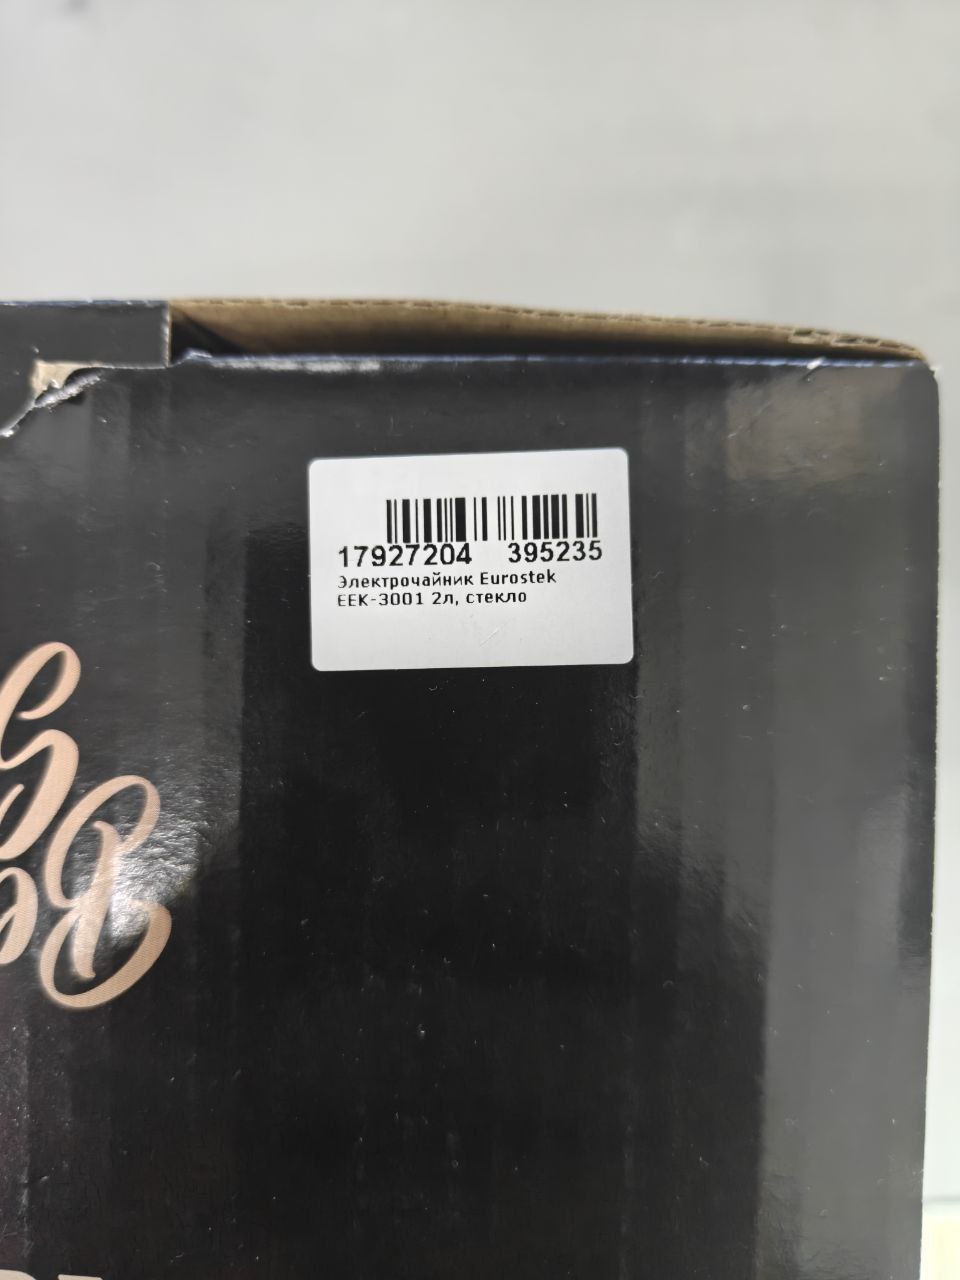 17927204 395235
Электрочайник Eurostek
EEK-3001 2л, стекло